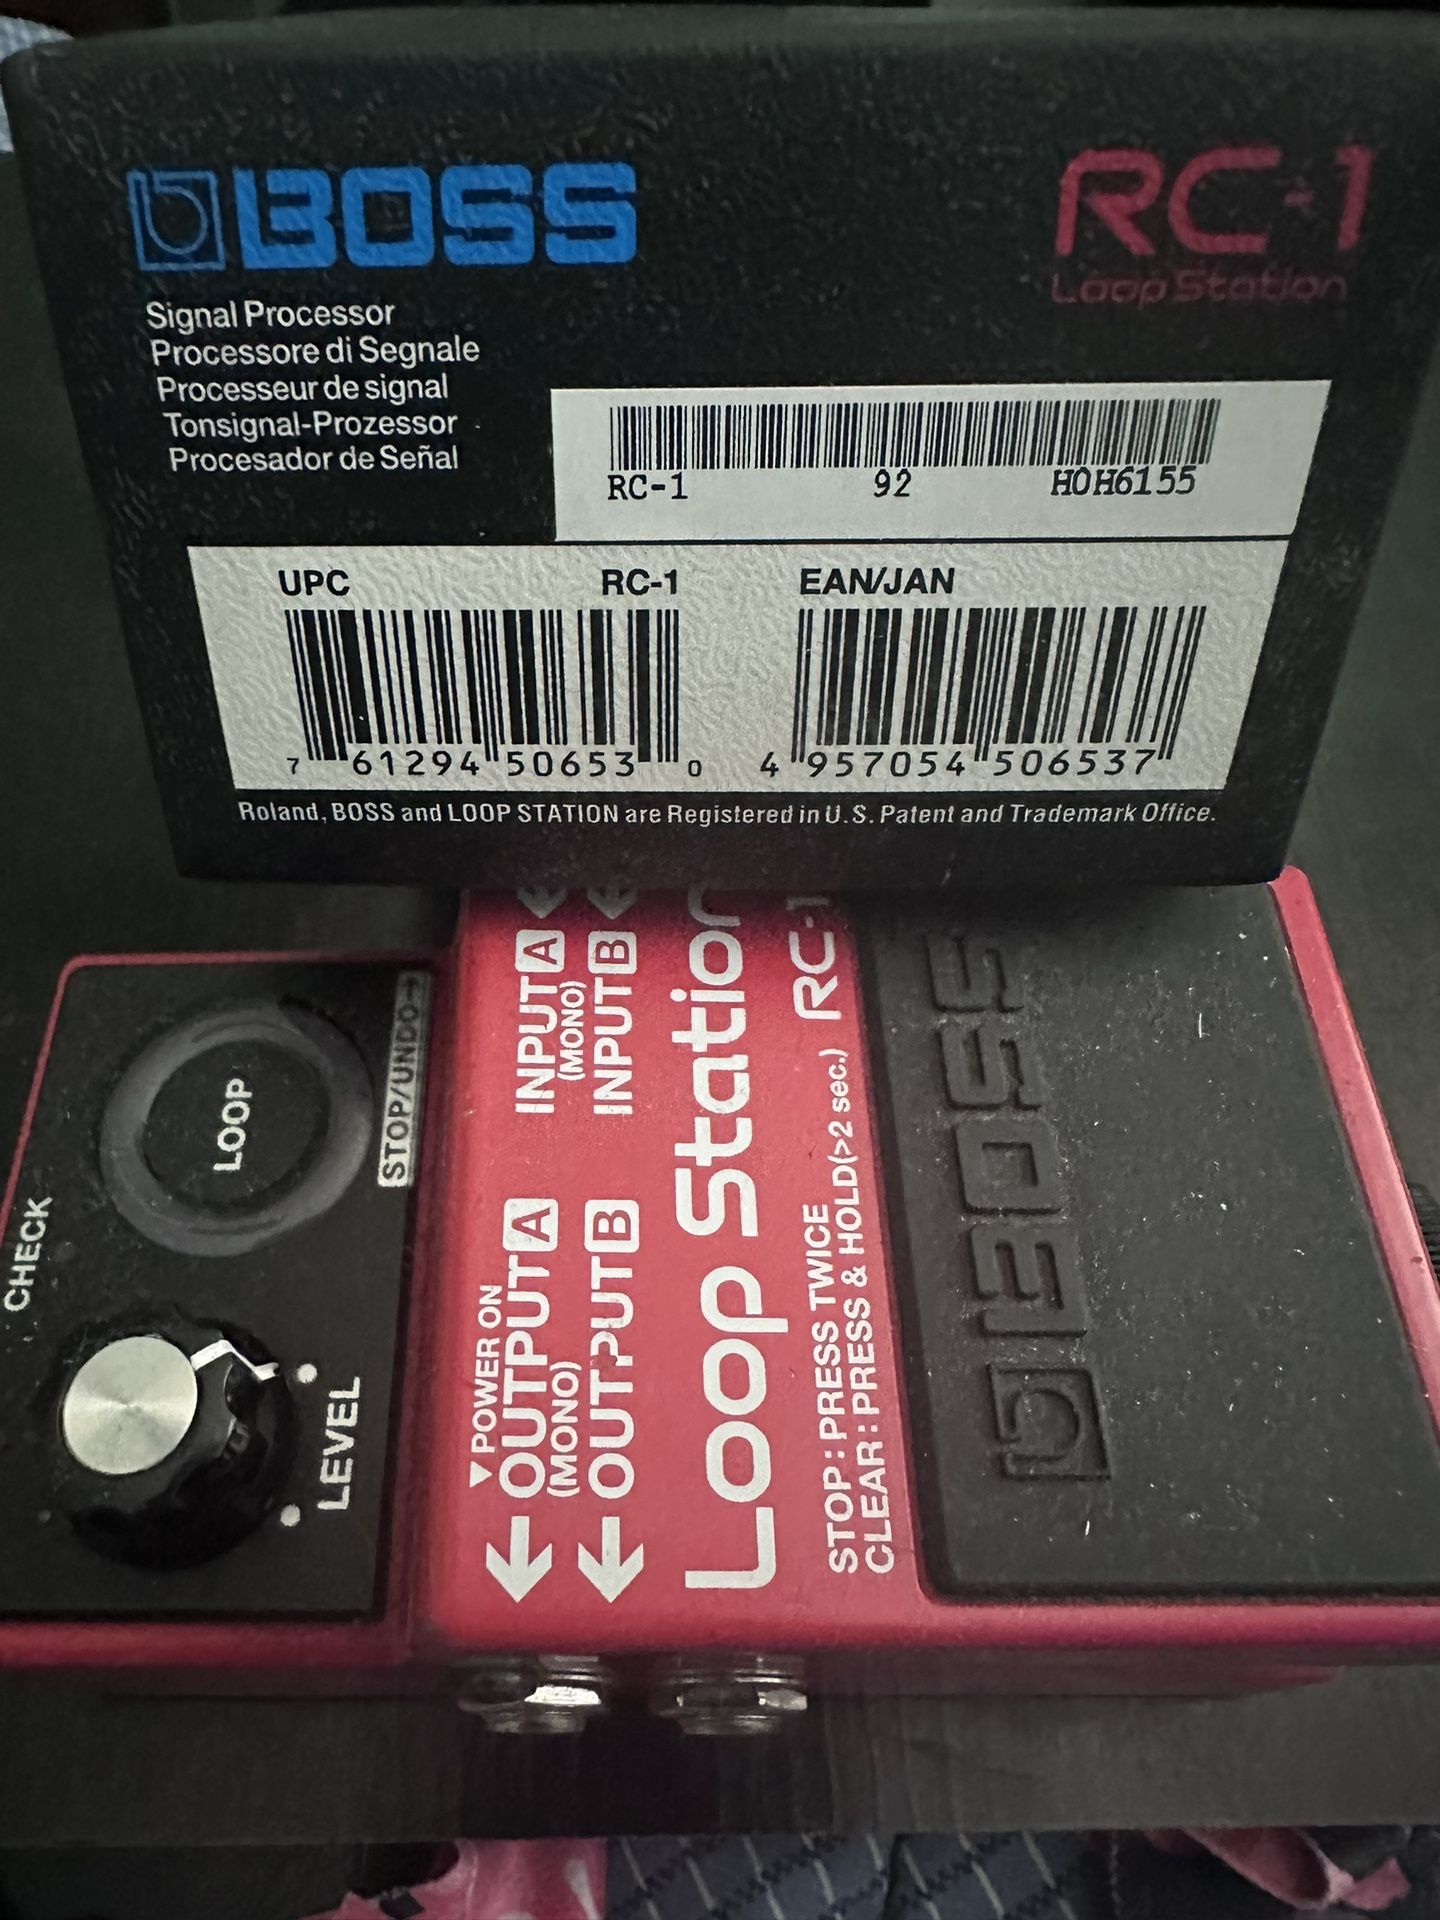 BOSS
RC-1
Loop Station
Signal Processor
Processore di Segnale
Processeur de signal
Tonsignal-Prozessor
Procesador de Señal
RC-1 92 H0H6155
UPC RC-1 EAN/JAN
7 61294 50653 0 4 957054 506537
Roland, BOSS and LOOP STATION are Registered in U.S. Patent and Trademark Office.
CHECK
LOOP
LEVEL
STOP/UNDO→
▼POWER ON
←OUTPUT A INPUT A←
(MONO) (MONO)
←OUTPUT B INPUT B←
Loop Station
RC-1
STOP : PRESS TWICE
CLEAR : PRESS & HOLD(>2 sec.)
BOSS